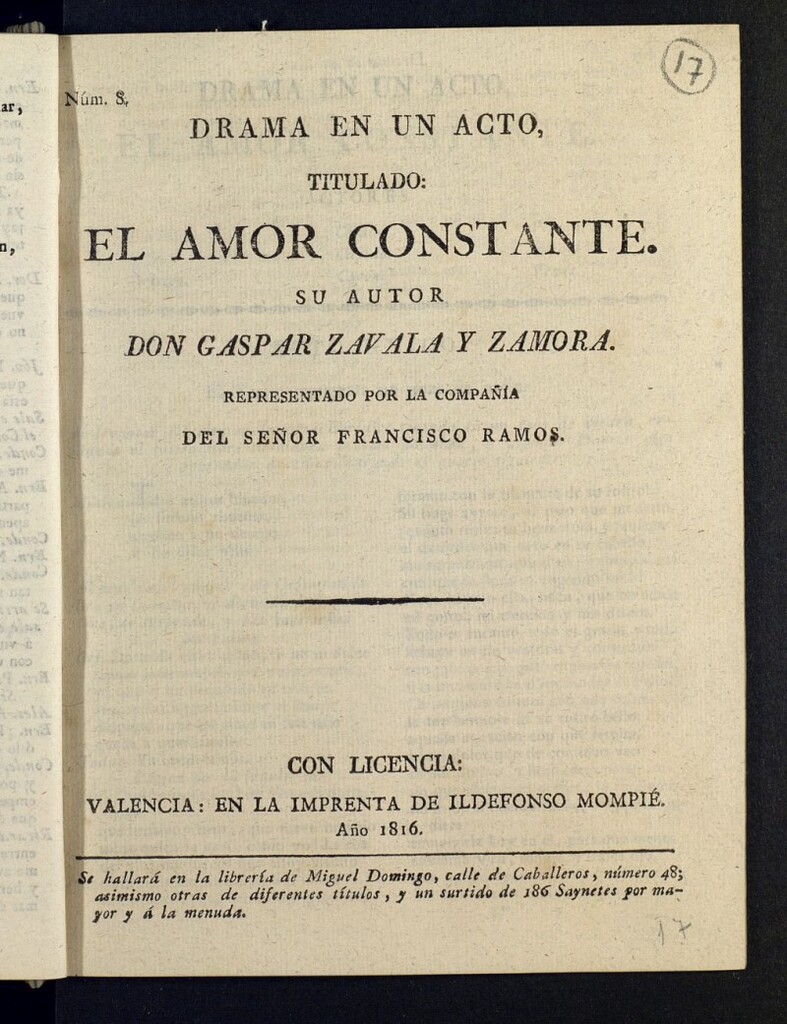 17
Núm. 8.
DRAMA EN UN ACTO,
TITULADO:
EL AMOR CONSTANTE.
SU AUTOR
DON GASPAR ZAVALA Y ZAMORA.
REPRESENTADO POR LA COMPAÑÍA
DEL SEÑOR FRANCISCO RAMOS.
CON LICENCIA:
VALENCIA: EN LA IMPRENTA DE ILDEFONSO MOMPIÉ.
Año 1816.
Se hallará en la librería de Miguel Domingo, calle de Caballeros, número 48;
asimismo otras de diferentes títulos, y un surtido de 186 Saynetes por ma-
yor y á la menuda.
17